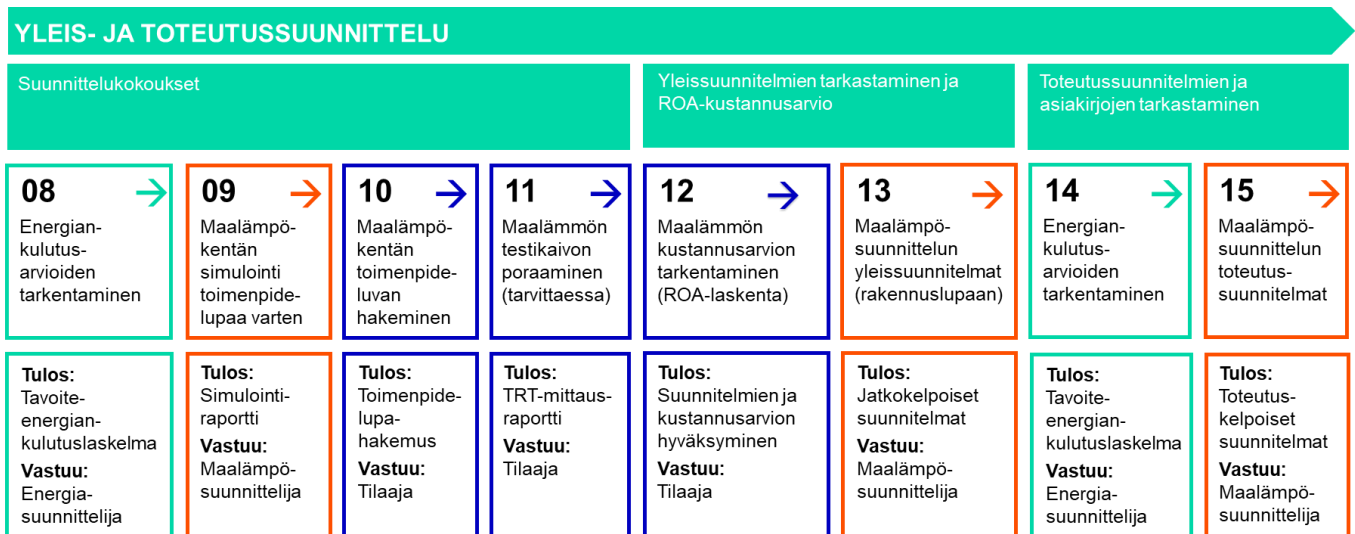 YLEIS- JA TOTEUTUSSUUNNITTELU
Suunnittelukokoukset
Yleissuunnitelmien tarkastaminen ja
ROA-kustannusarvio
Toteutussuunnitelmien ja
asiakirjojen tarkastaminen
08
Energian-
kulutus-
arvioiden
tarkentaminen
09
Maalämpö-
kentän
simulointi
toimenpide-
lupaa varten
10
Maalämpö-
kentän
toimenpide-
luvan
hakeminen
11
Maalämmön
testikaivon
poraaminen
(tarvittaessa)
12
Maalämmön
kustannusarvion
tarkentaminen
(ROA-laskenta)
13
Maalämpö-
suunnittelun
yleissuunnitelmat
(rakennuslupaan)
14
Energian-
kulutus-
arvioiden
tarkentaminen
15
Maalämpö-
suunnittelun
toteutus-
suunnitelmat
Tulos:
Tavoite-
energian-
kulutuslaskelma
Vastuu:
Energia-
suunnittelija
Tulos:
Simulointi-
raportti
Vastuu:
Maalämpö-
suunnittelija
Tulos:
Toimenpide-
lupa-
hakemus
Vastuu:
Tilaaja
Tulos:
TRT-mittaus-
raportti
Vastuu:
Tilaaja
Tulos:
Suunnitelmien ja
kustannusarvion
hyväksyminen
Vastuu:
Tilaaja
Tulos:
Jatkokelpoiset
suunnitelmat
Vastuu:
Maalämpö-
suunnittelija
Tulos:
Tavoite-
energian-
kulutuslaskelma
Vastuu:
Energia-
suunnittelija
Tulos:
Toteutus-
kelpoiset
suunnitelmat
Vastuu:
Maalämpö-
suunnittelija